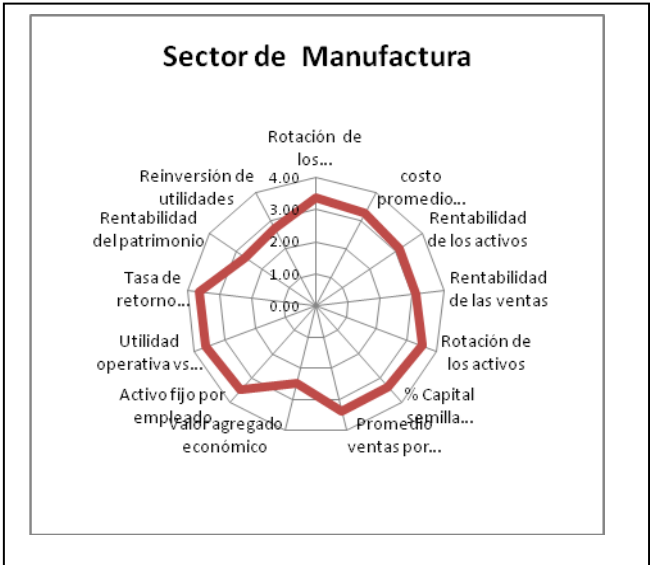 Sector de Manufactura
Rotación de
los...
costo
promedio...
Rentabilidad
de los activos
Rentabilidad
de las ventas
Rotación de
los activos
% Capital
semilla...
Promedio
ventas por...
Valor agregado
económico
Activo fijo por
empleado
Utilidad
operativa vs...
Tasa de
retorno...
Rentabilidad
del patrimonio
Reinversión de
utilidades
4.00
3.00
2.00
1.00
0.00